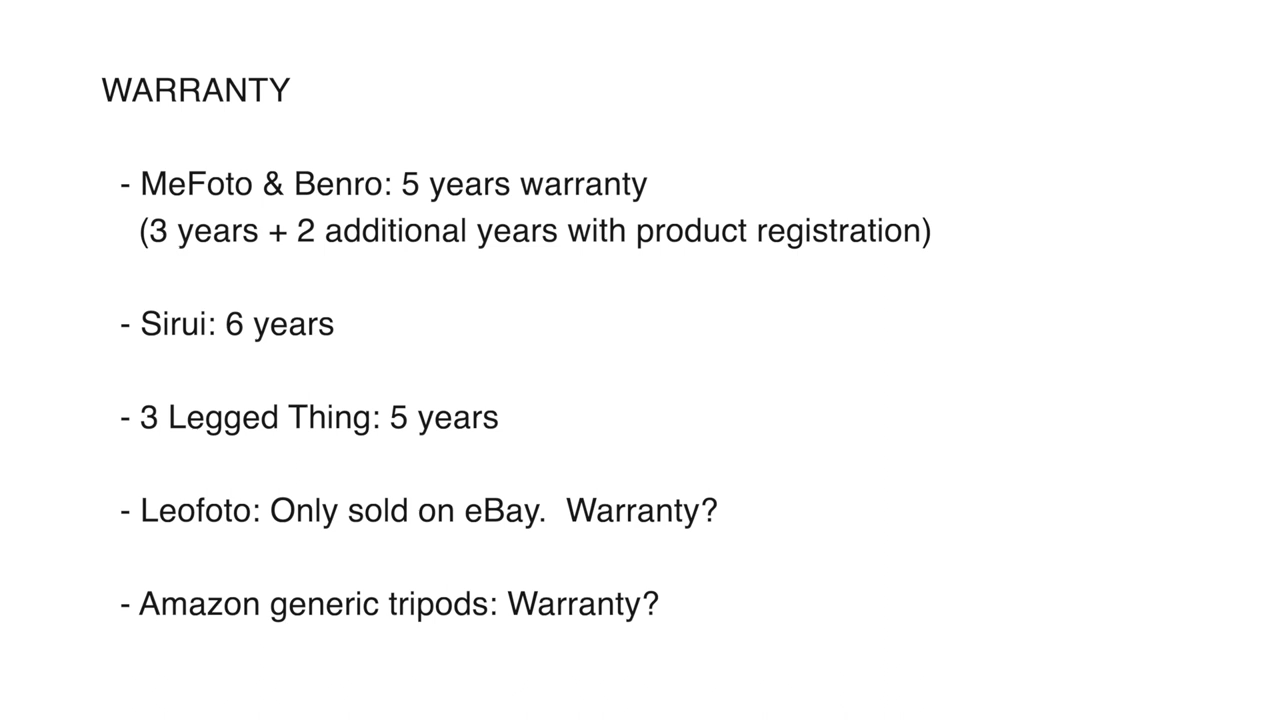 WARRANTY
- MeFoto & Benro: 5 years warranty
(3 years + 2 additional years with product registration)
- Sirui: 6 years
- 3 Legged Thing: 5 years
- Leofoto: Only sold on eBay.  Warranty?
- Amazon generic tripods: Warranty?